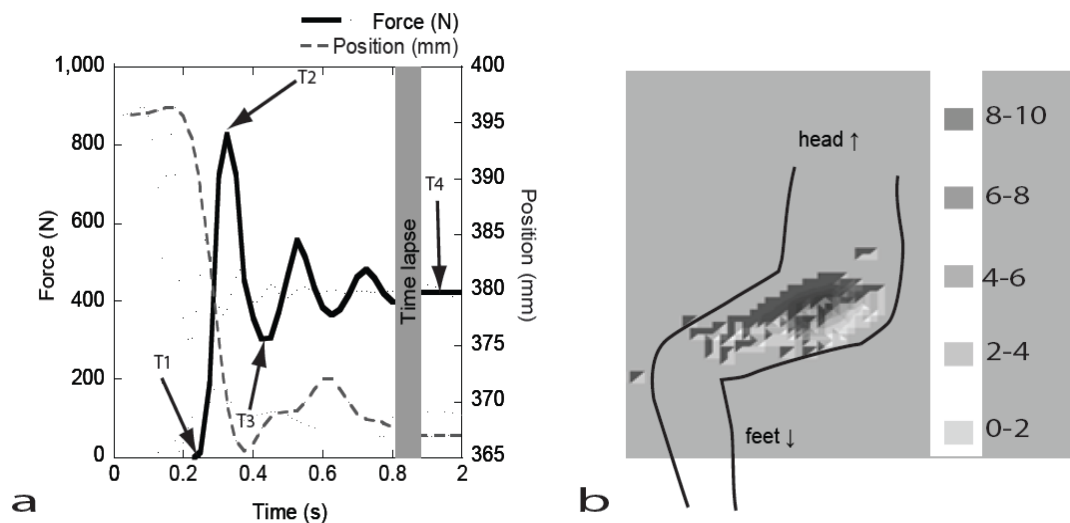 Force (N)
Position (mm)
1,000
800
600
400
200
0
Force (N)
400
395
390
385
380
375
370
365
Position (mm)
T1
T2
T3
T4
Time lapse
0 0.2 0.4 0.6 0.8 2
Time (s)
a
head ↑
feet ↓
8-10
6-8
4-6
2-4
0-2
b